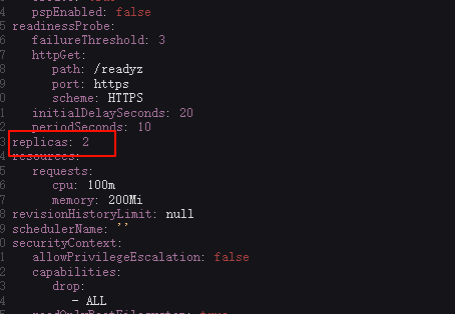 4 pspEnabled: false
5 readinessProbe:
6 failureThreshold: 3
7 httpGet:
8 path: /readyz
9 port: https
0 scheme: HTTPS
1 initialDelaySeconds: 20
2 periodSeconds: 10
3 replicas: 2
4 resources:
5 requests:
6 cpu: 100m
7 memory: 200Mi
8 revisionHistoryLimit: null
9 schedulerName: ''
0 securityContext:
1 allowPrivilegeEscalation: false
2 capabilities:
3 drop:
4 - ALL